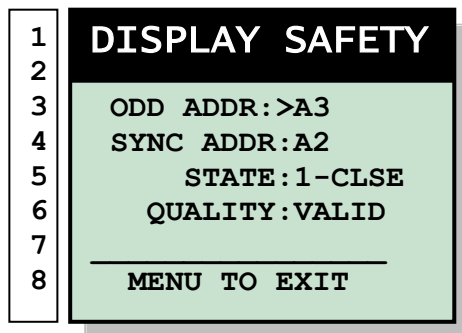 1
2
3
4
5
6
7
8
DISPLAY SAFETY
ODD ADDR:>A3
SYNC ADDR:A2
STATE:1-CLSE
QUALITY:VALID
MENU TO EXIT